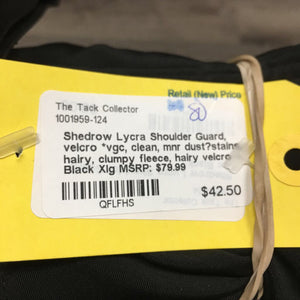 Retail (New) Price
80
The Tack Collector
1001959-124
Shedrow Lycra Shoulder Guard,
velcro *vgc, clean, mnr dust?stains,
hairy, clumpy fleece, hairy velcro
Black Xlg MSRP: $79.99
$42.50
QFLFHS